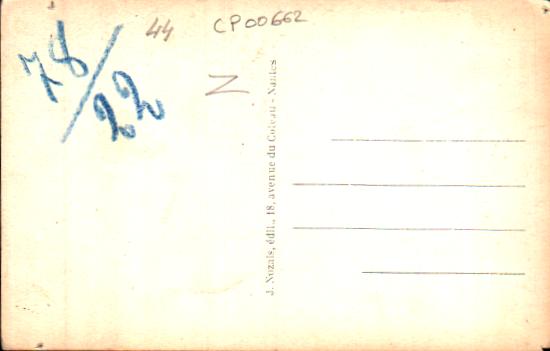 44
CP00662
78/22
Z
J. Nozais, édit., 18, avenue du Coteau - Nantes